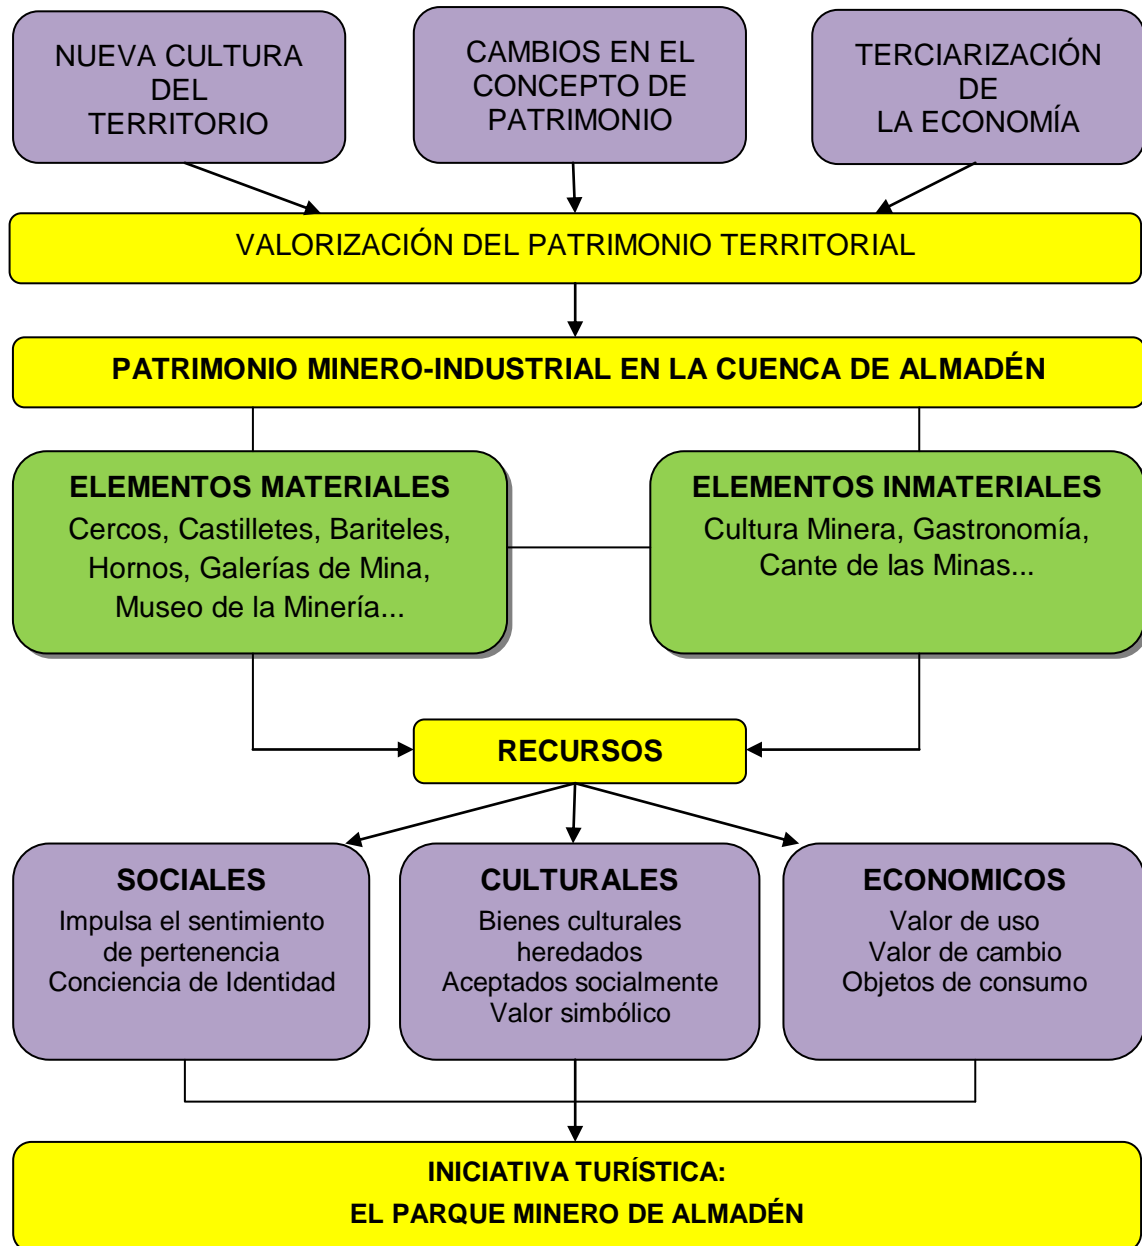 NUEVA CULTURA
DEL
TERRITORIO
CAMBIOS EN EL
CONCEPTO DE
PATRIMONIO
TERCIARIZACIÓN
DE
LA ECONOMÍA
VALORIZACIÓN DEL PATRIMONIO TERRITORIAL
PATRIMONIO MINERO-INDUSTRIAL EN LA CUENCA DE ALMADÉN
ELEMENTOS MATERIALES
Cercos, Castilletes, Bariteles,
Hornos, Galerías de Mina,
Museo de la Minería...
ELEMENTOS INMATERIALES
Cultura Minera, Gastronomía,
Cante de las Minas...
RECURSOS
SOCIALES
Impulsa el sentimiento
de pertenencia
Conciencia de Identidad
CULTURALES
Bienes culturales
heredados
Aceptados socialmente
Valor simbólico
ECONOMICOS
Valor de uso
Valor de cambio
Objetos de consumo
INICIATIVA TURÍSTICA:
EL PARQUE MINERO DE ALMADÉN